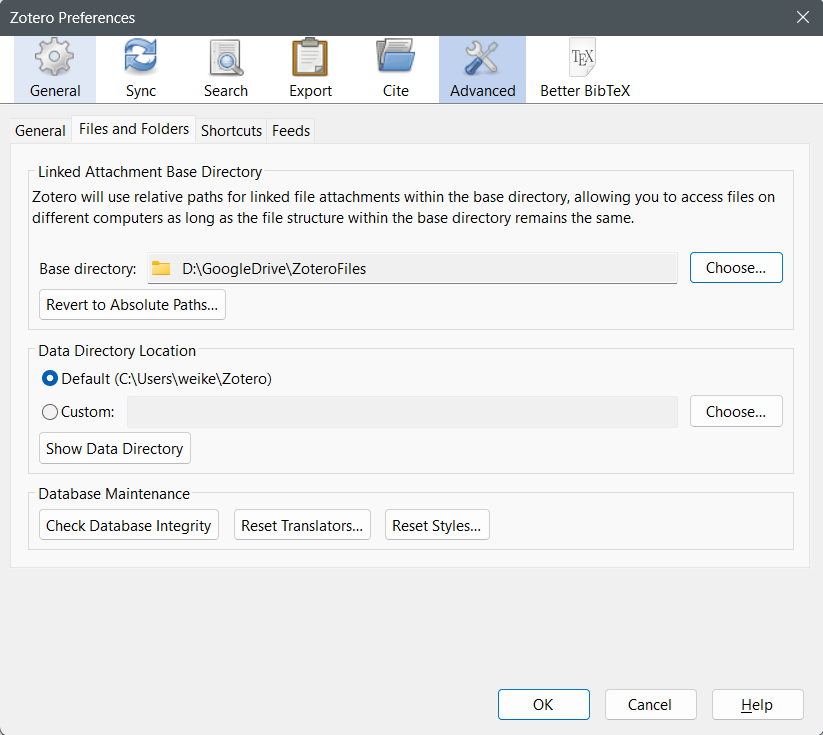 Zotero Preferences
General
Sync
Search
Export
Cite
Advanced
TEX
Better BibTeX
General
Files and Folders
Shortcuts
Feeds
Linked Attachment Base Directory
Zotero will use relative paths for linked file attachments within the base directory, allowing you to access files on
different computers as long as the file structure within the base directory remains the same.
Base directory: D:\GoogleDrive\ZoteroFiles Choose...
Revert to Absolute Paths...
Data Directory Location
Default (C:\Users\weike\Zotero)
Custom: Choose...
Show Data Directory
Database Maintenance
Check Database Integrity Reset Translators... Reset Styles...
OK Cancel Help